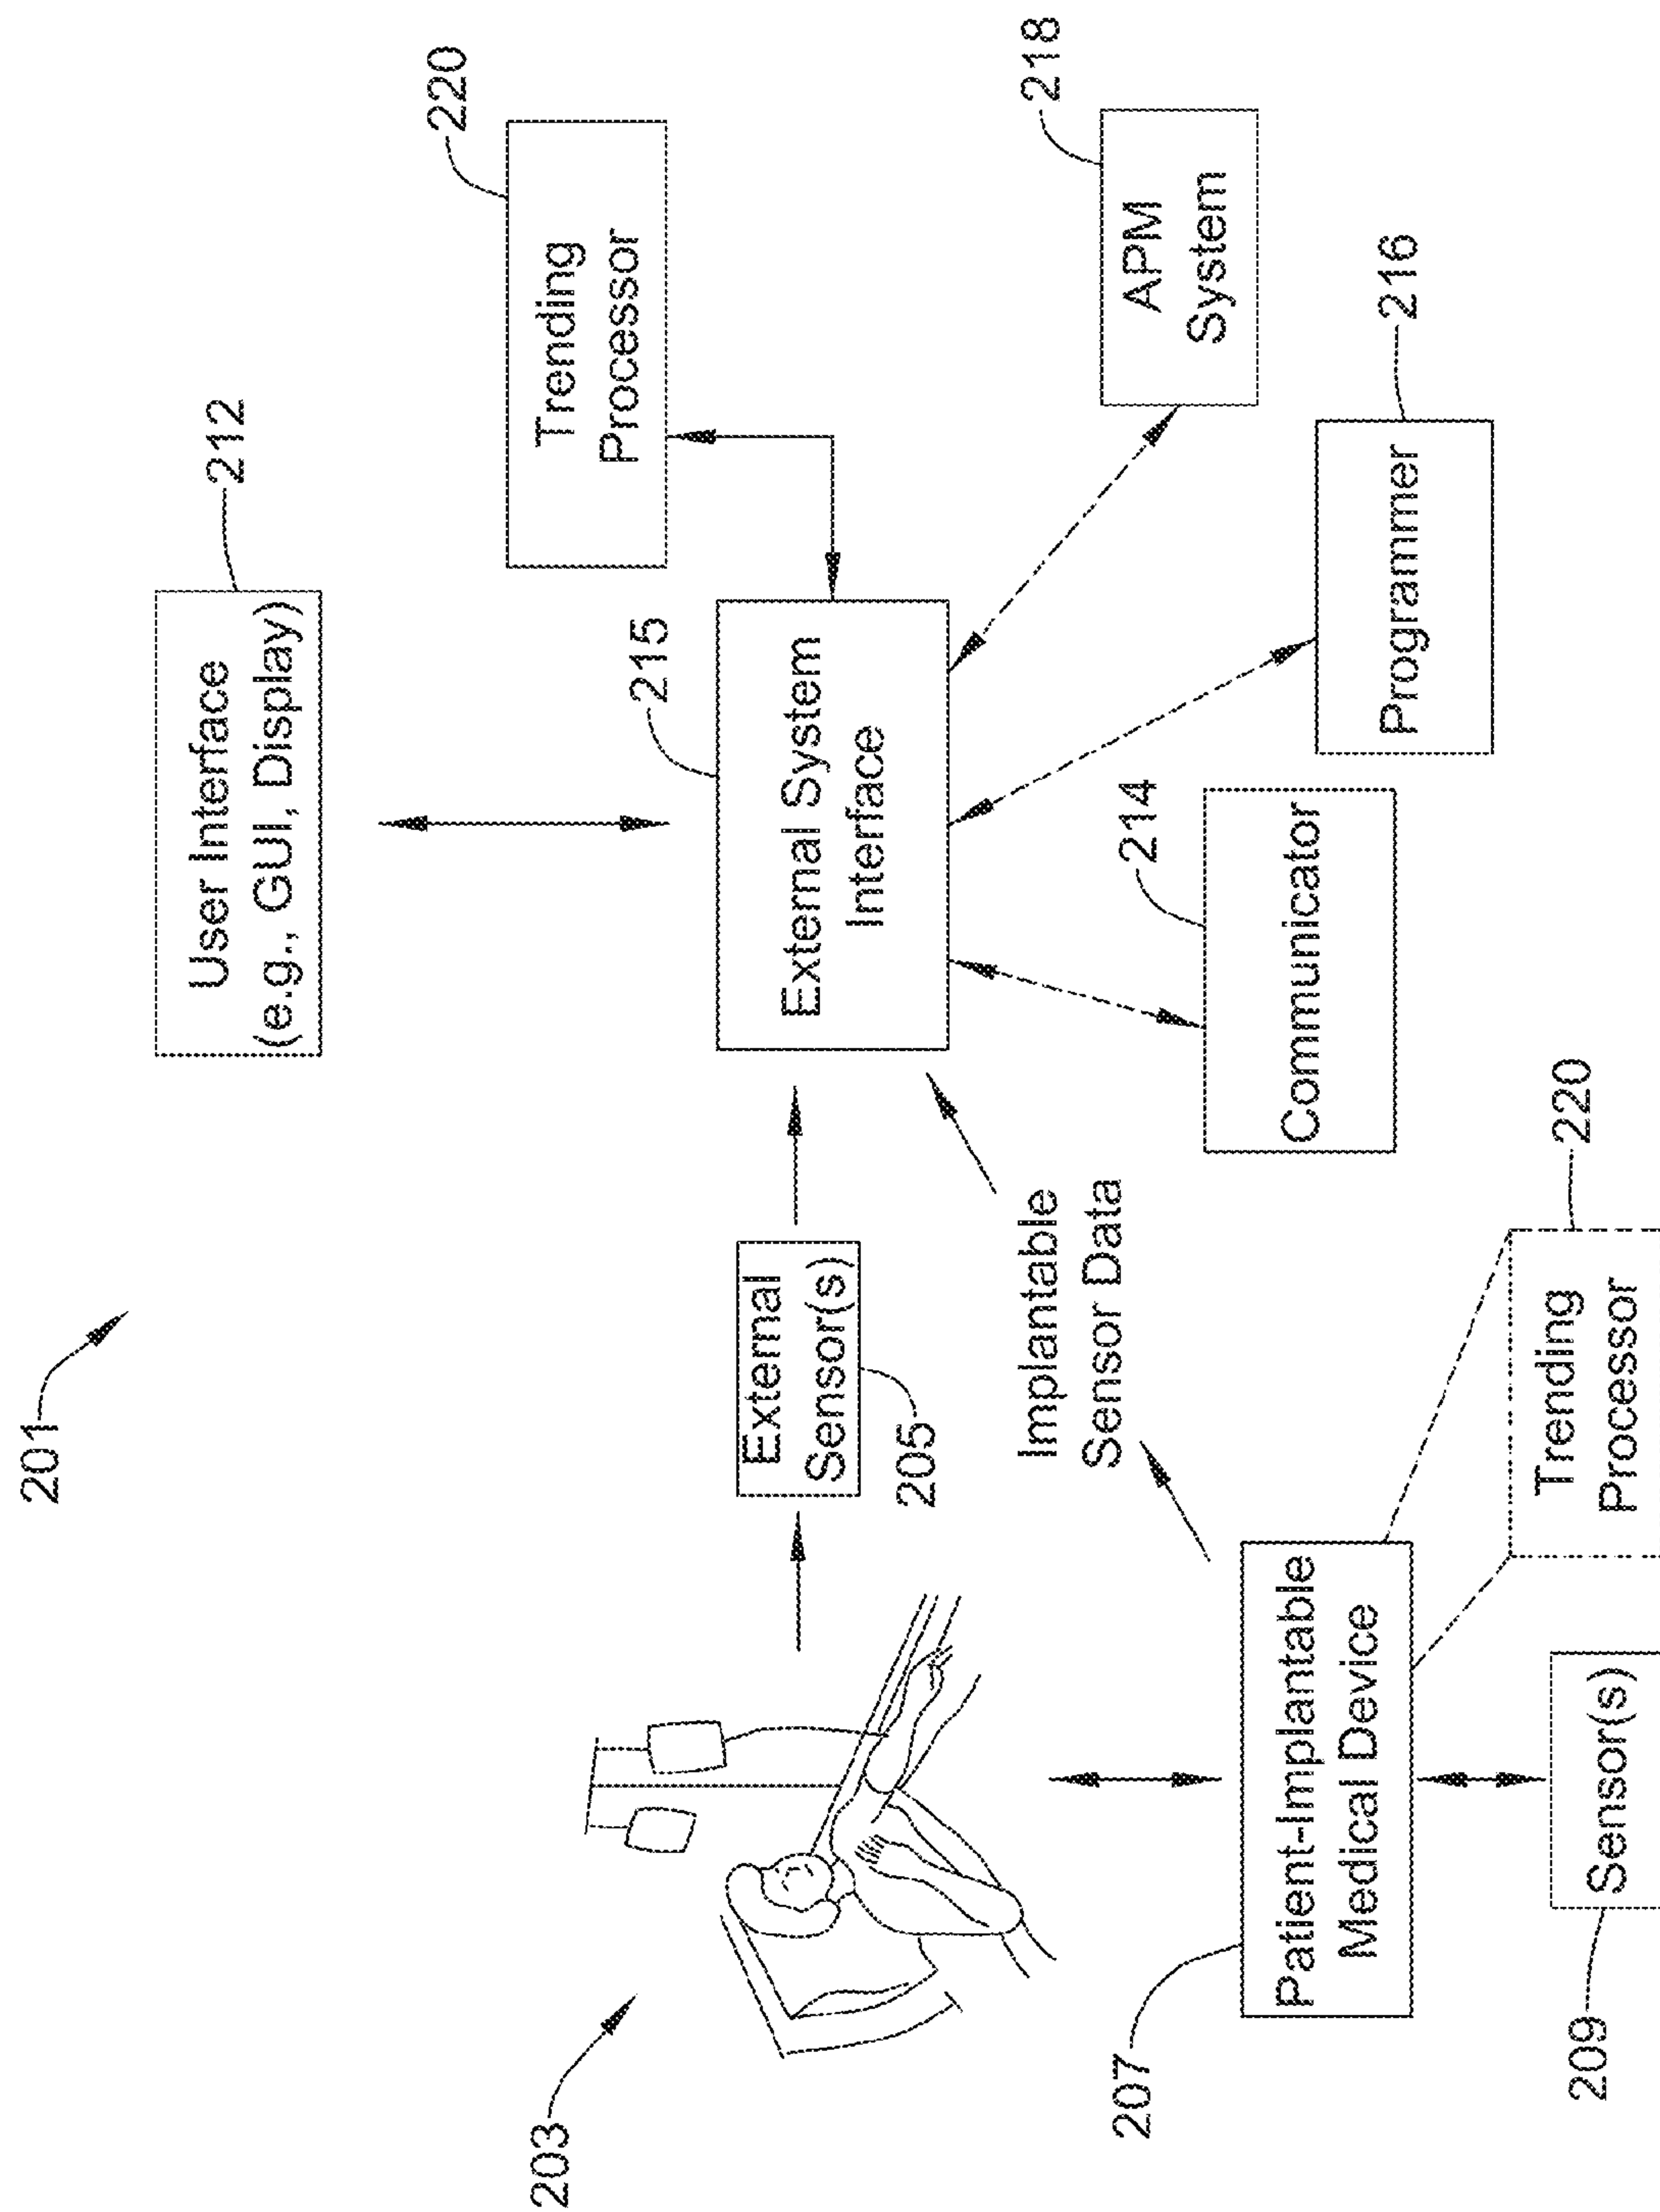 201
203
User Interface
(e.g., GUI, Display)
212
220
Trending
Processor
215
External System
Interface
External
Sensor(s)
205
218
APM
System
Implantable
Sensor Data
214
Communicator
216
Programmer
207
Patient-Implantable
Medical Device
220
Trending
Processor
209
Sensor(s)